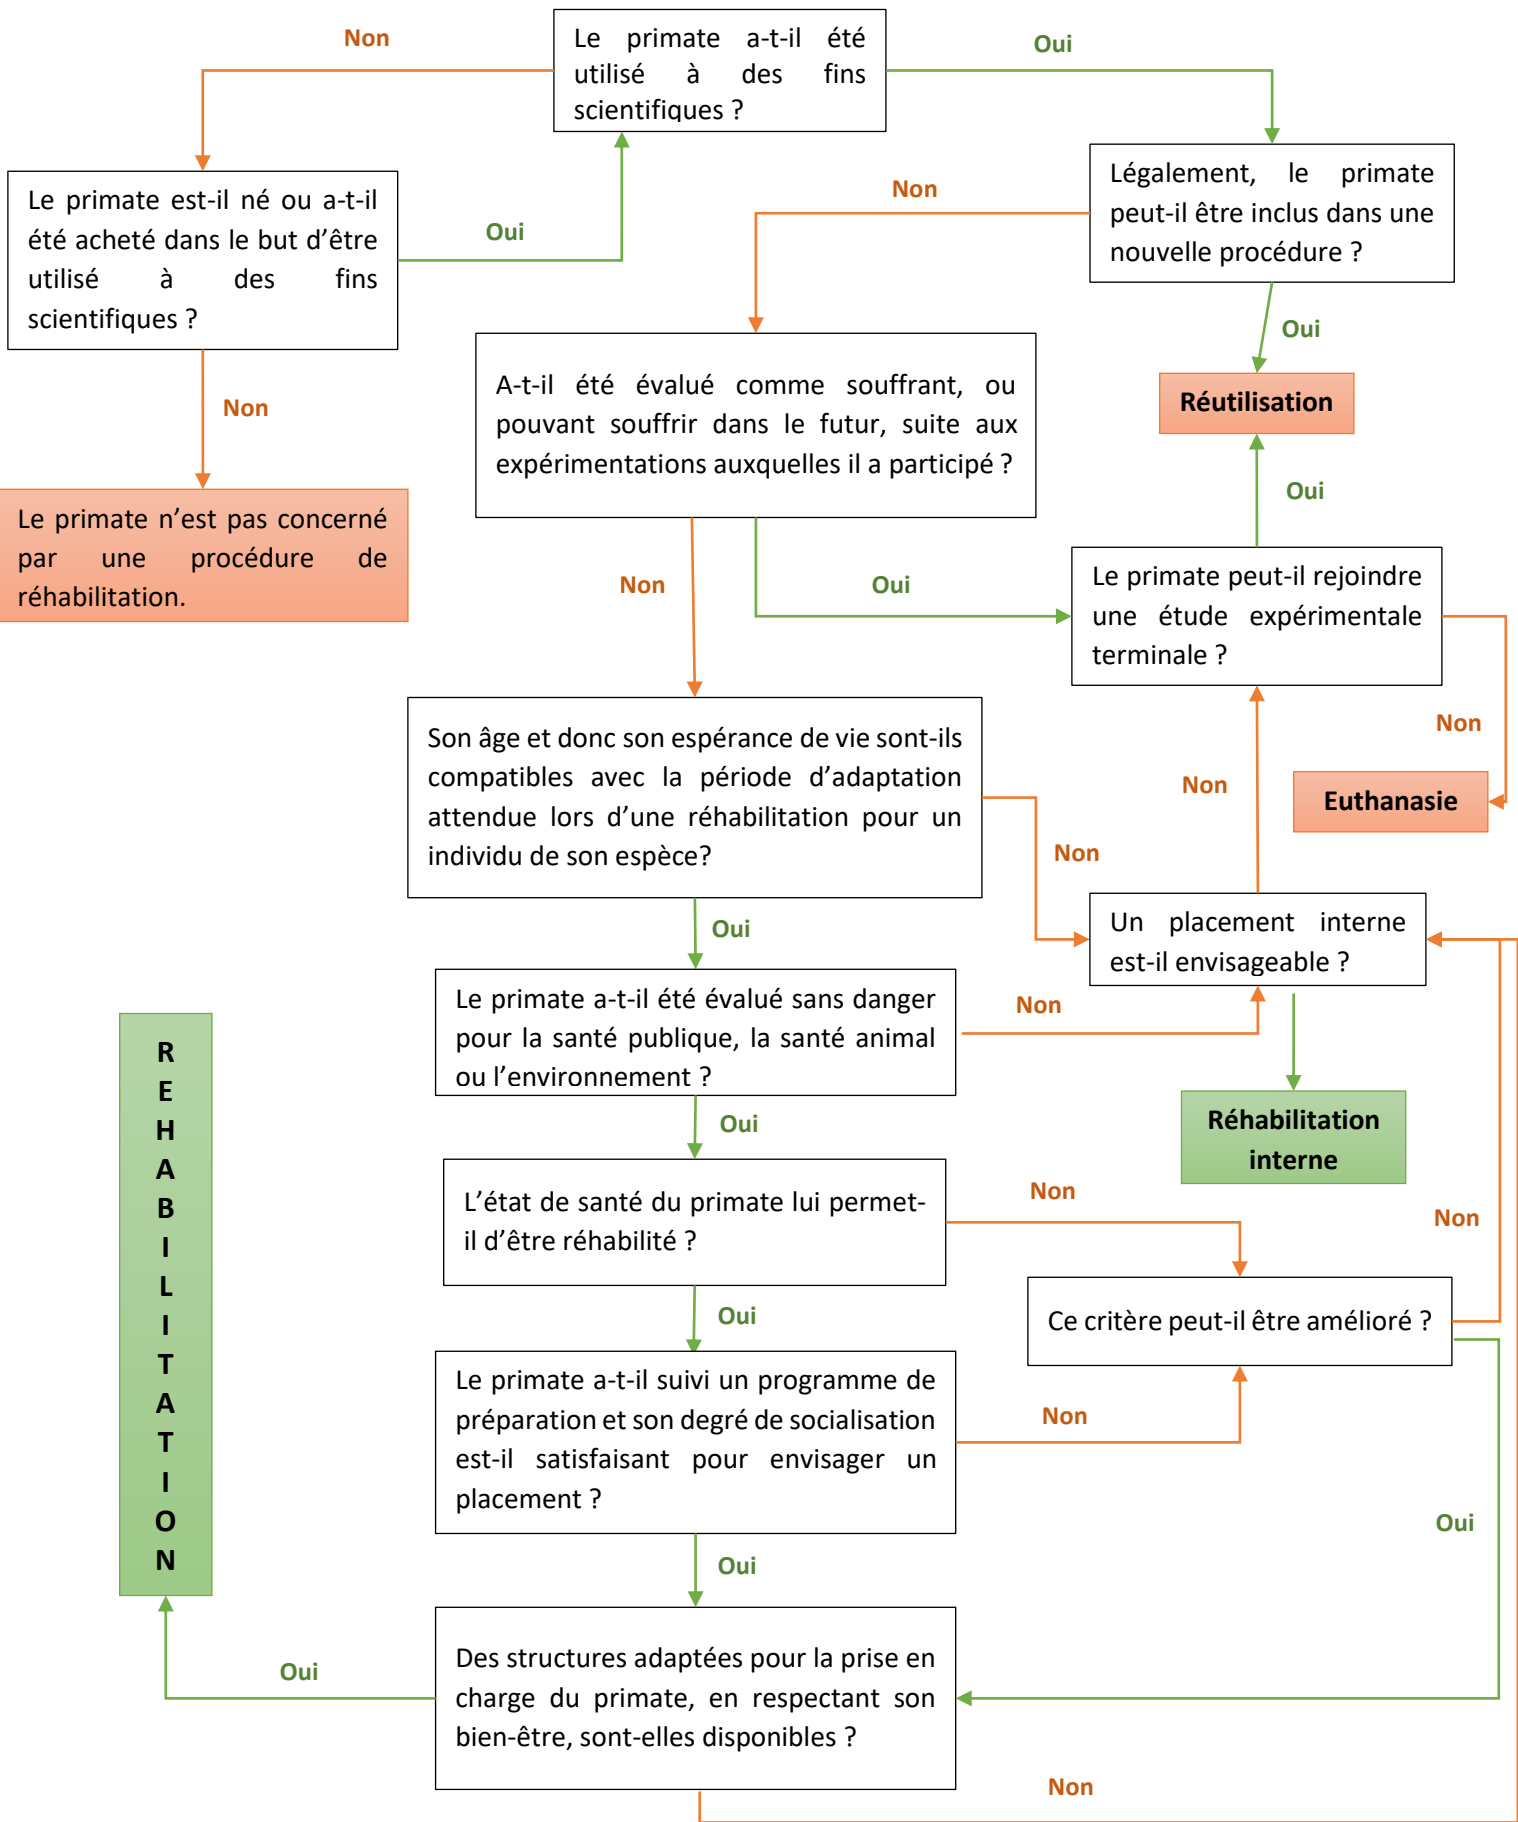 Non
Le primate a-t-il été
utilisé à des fins
scientifiques ?
Oui
Le primate est-il né ou a-t-il
été acheté dans le but d’être
utilisé à des fins
scientifiques ?
Oui
Non
Légalement, le primate
peut-il être inclus dans une
nouvelle procédure ?
Non
Oui
Réutilisation
A-t-il été évalué comme souffrant, ou
pouvant souffrir dans le futur, suite aux
expérimentations auxquelles il a participé ?
Oui
Le primate n’est pas concerné
par une procédure de
réhabilitation.
Non
Oui
Le primate peut-il rejoindre
une étude expérimentale
terminale ?
Non
Son âge et donc son espérance de vie sont-ils
compatibles avec la période d’adaptation
attendue lors d’une réhabilitation pour un
individu de son espèce?
Non
Euthanasie
Non
Oui
Un placement interne
est-il envisageable ?
Le primate a-t-il été évalué sans danger
pour la santé publique, la santé animal
ou l’environnement ?
Non
Réhabilitation
interne
Oui
L’état de santé du primate lui permet-
il d’être réhabilité ?
Non
Non
Oui
Ce critère peut-il être amélioré ?
Le primate a-t-il suivi un programme de
préparation et son degré de socialisation
est-il satisfaisant pour envisager un
placement ?
Non
Oui
Oui
R
E
H
A
B
I
L
I
T
A
T
I
O
N
Oui
Des structures adaptées pour la prise en
charge du primate, en respectant son
bien-être, sont-elles disponibles ?
Non